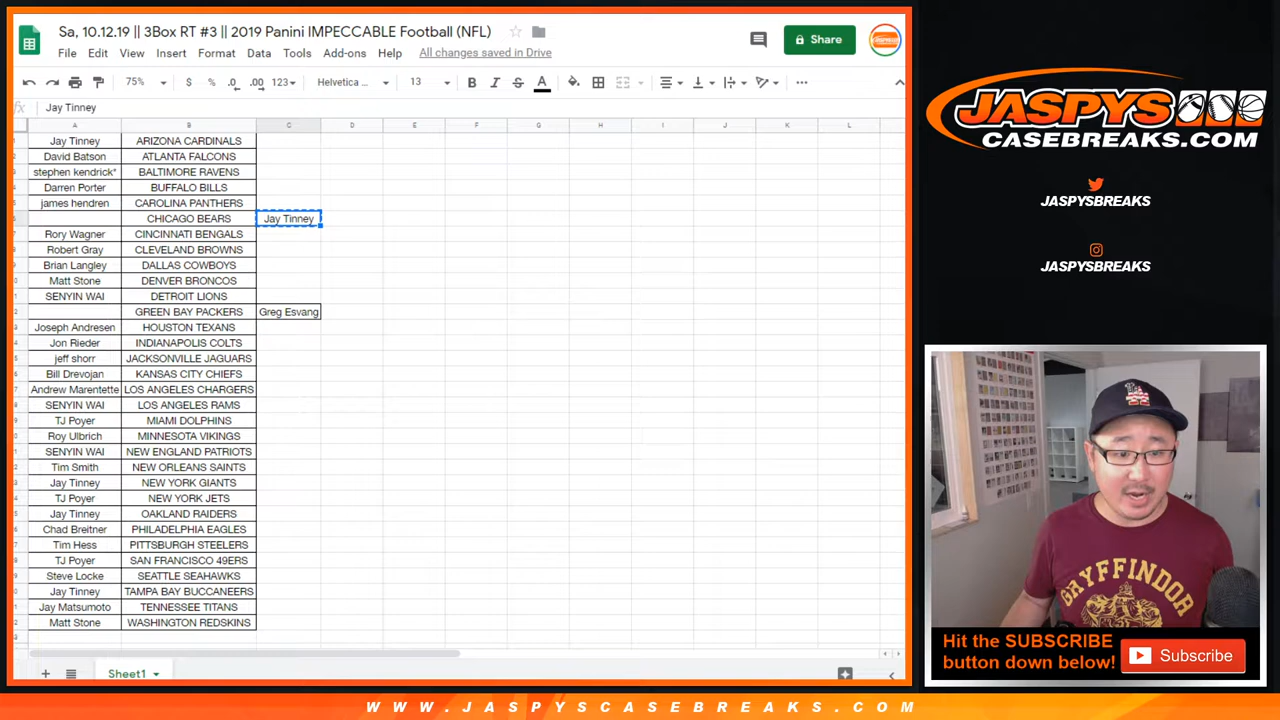 Sa, 10.12.19 || 3Box RT #3 || 2019 Panini IMPECCABLE Football (NFL)
File Edit View Insert Format Data Tools Add-ons Help All changes saved in Drive
Share
75% $ % .0 .00 123 Helvetica ... 13 B I S A
fx Jay Tinney
A B C D E F G H I J K L
Jay Tinney ARIZONA CARDINALS
David Batson ATLANTA FALCONS
stephen kendrick* BALTIMORE RAVENS
Darren Porter BUFFALO BILLS
james hendren CAROLINA PANTHERS
CHICAGO BEARS Jay Tinney
Rory Wagner CINCINNATI BENGALS
Robert Gray CLEVELAND BROWNS
Brian Langley DALLAS COWBOYS
Matt Stone DENVER BRONCOS
SENYIN WAI DETROIT LIONS
GREEN BAY PACKERS Greg Esvang
Joseph Andresen HOUSTON TEXANS
Jon Rieder INDIANAPOLIS COLTS
jeff shorr JACKSONVILLE JAGUARS
Bill Drevojan KANSAS CITY CHIEFS
Andrew Marentette LOS ANGELES CHARGERS
SENYIN WAI LOS ANGELES RAMS
TJ Poyer MIAMI DOLPHINS
Roy Ulbrich MINNESOTA VIKINGS
SENYIN WAI NEW ENGLAND PATRIOTS
Tim Smith NEW ORLEANS SAINTS
Jay Tinney NEW YORK GIANTS
TJ Poyer NEW YORK JETS
Jay Tinney OAKLAND RAIDERS
Chad Breitner PHILADELPHIA EAGLES
Tim Hess PITTSBURGH STEELERS
TJ Poyer SAN FRANCISCO 49ERS
Steve Locke SEATTLE SEAHAWKS
Jay Tinney TAMPA BAY BUCCANEERS
Jay Matsumoto TENNESSEE TITANS
Matt Stone WASHINGTON REDSKINS
Sheet1
JASPYS
CASEBREAKS.COM
JASPYSBREAKS
JASPYSBREAKS
GRYFFINDOR
Hit the SUBSCRIBE
button down below!
Subscribe
WWW.JASPYSCASEBREAKS.COM